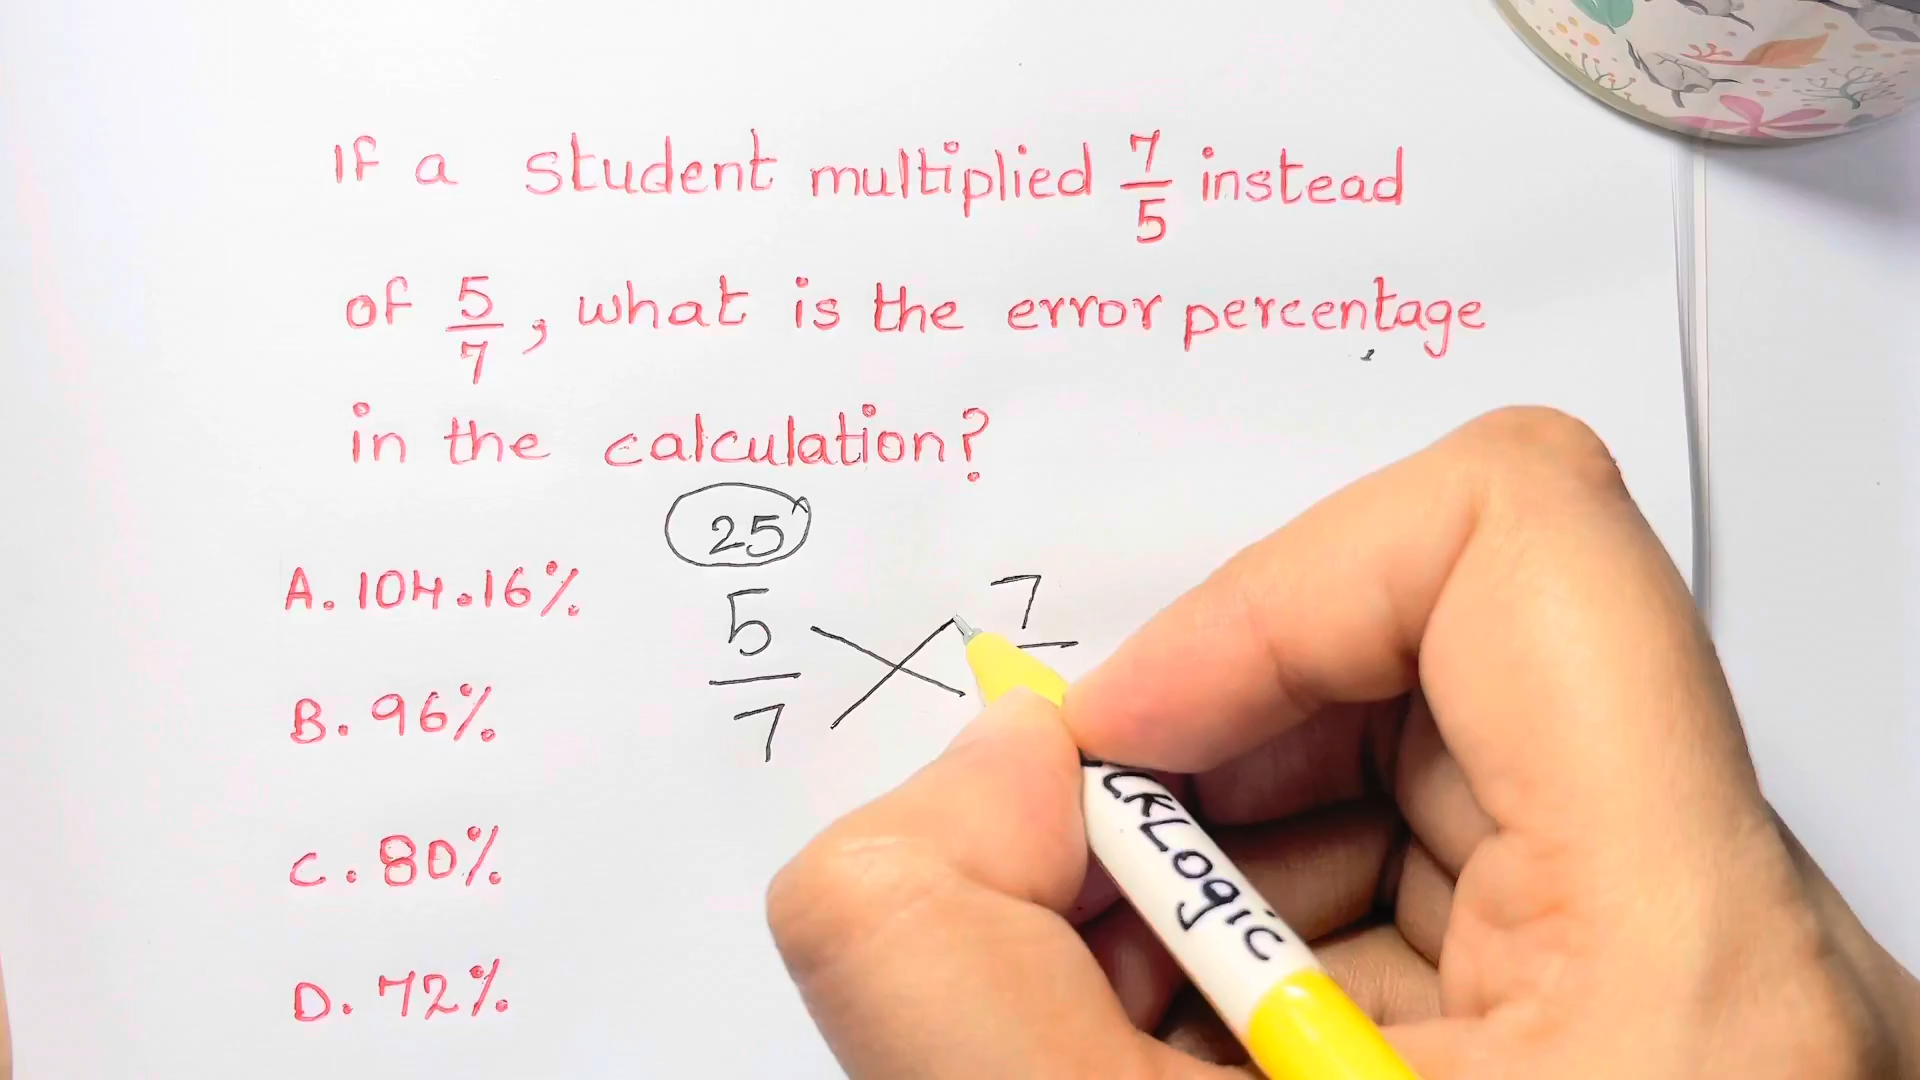 If a student multiplied 7/5 instead
of 5/7, what is the error percentage
in the calculation?
25
A. 104.16%
5/7 7
B. 96%
C. 80%
D. 72%
Logic